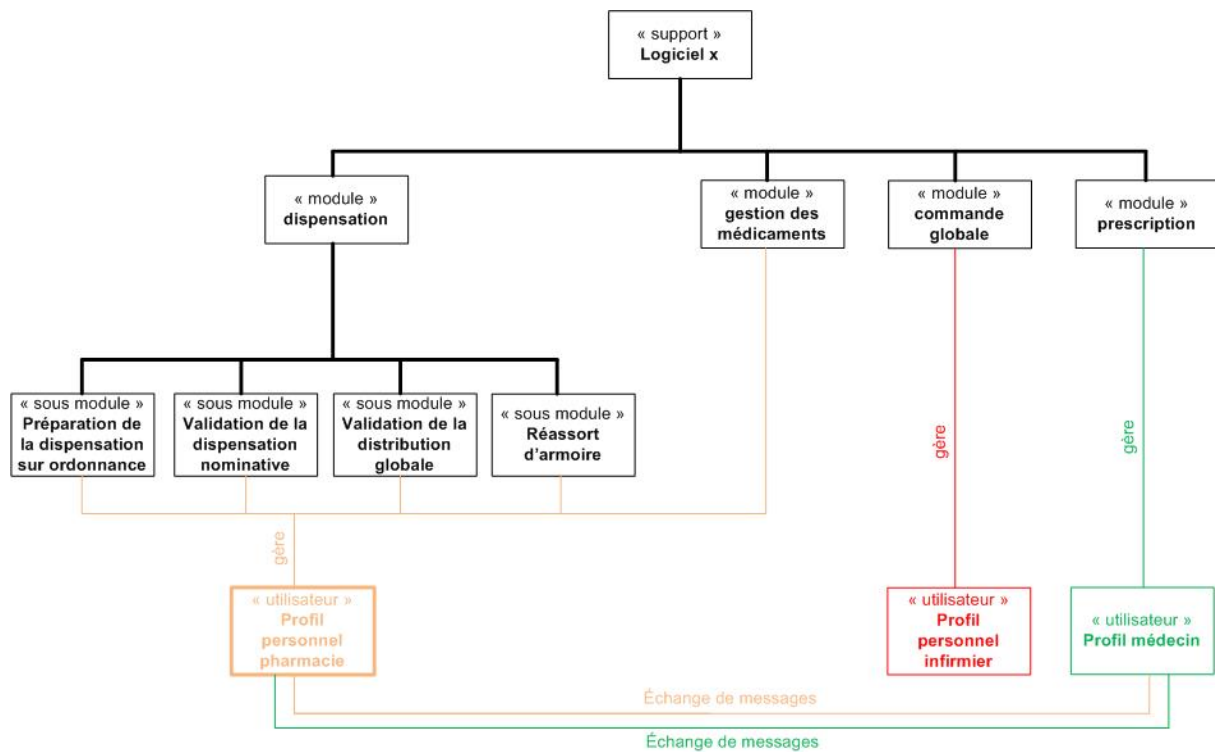 « support »
Logiciel x
« module »
dispensation
« module »
gestion des
médicaments
« module »
commande
globale
« module »
prescription
« sous module »
Préparation de
la dispensation
sur ordonnance
« sous module »
Validation de la
dispensation
nominative
« sous module »
Validation de la
distribution
globale
« sous module »
Réassort
d’armoire
gère
gère
gère
« utilisateur »
Profil
personnel
pharmacie
« utilisateur »
Profil
personnel
infirmier
« utilisateur »
Profil médecin
Échange de messages
Échange de messages